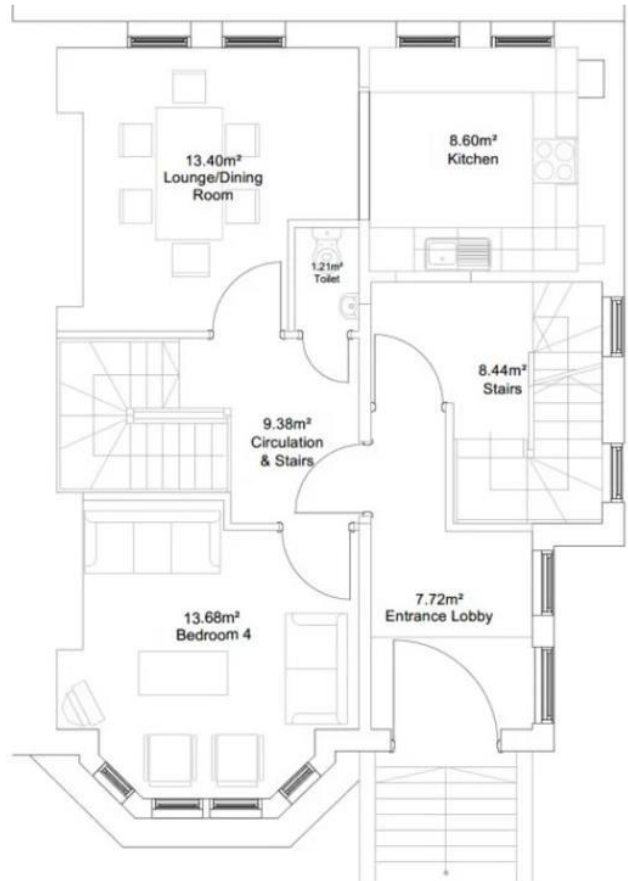 13.40m²
Lounge/Dining
Room
8.60m²
Kitchen
1.21m²
Toilet
8.44m²
Stairs
9.38m²
Circulation
& Stairs
7.72m²
Entrance Lobby
13.68m²
Bedroom 4